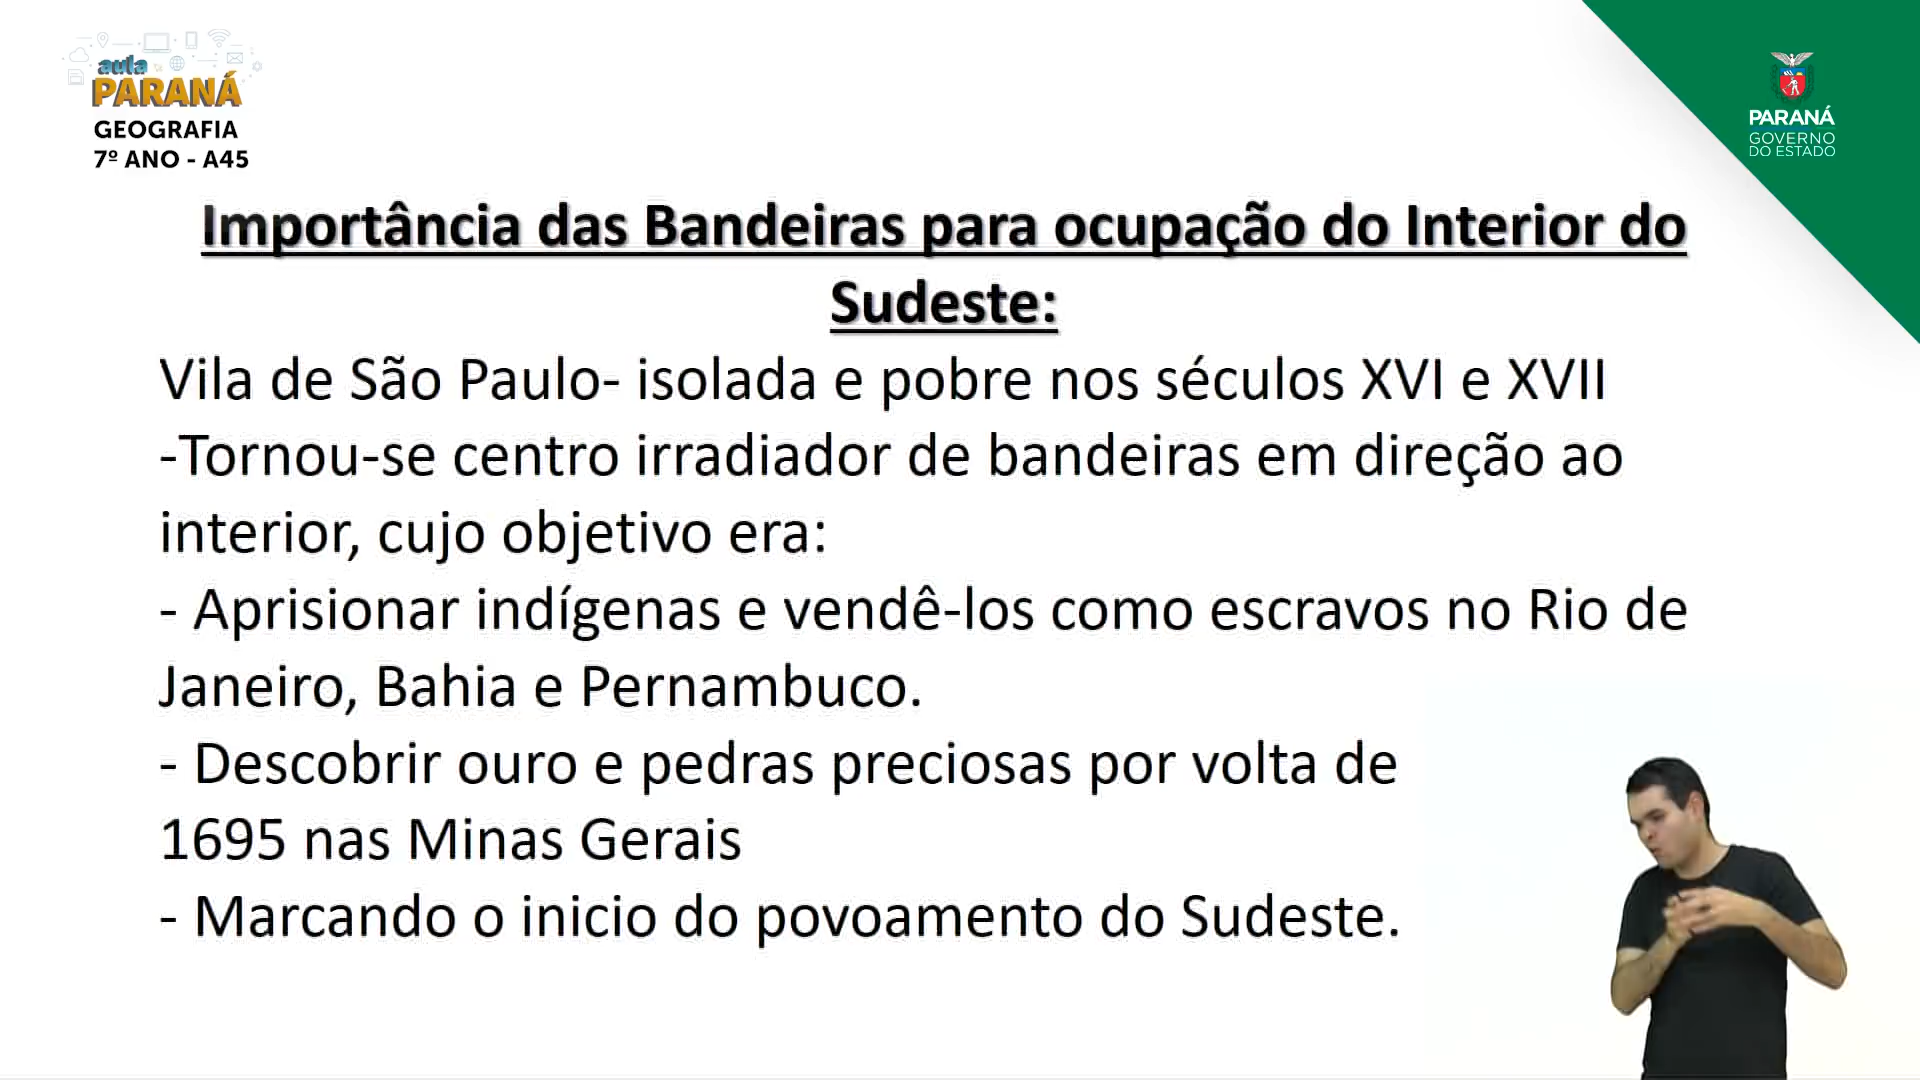 aula
PARANÁ
GEOGRAFIA
7º ANO - A45
PARANÁ
GOVERNO
DO ESTADO
Importância das Bandeiras para ocupação do Interior do
Sudeste:
Vila de São Paulo- isolada e pobre nos séculos XVI e XVII
-Tornou-se centro irradiador de bandeiras em direção ao
interior, cujo objetivo era:
- Aprisionar indígenas e vendê-los como escravos no Rio de
Janeiro, Bahia e Pernambuco.
- Descobrir ouro e pedras preciosas por volta de
1695 nas Minas Gerais
- Marcando o inicio do povoamento do Sudeste.